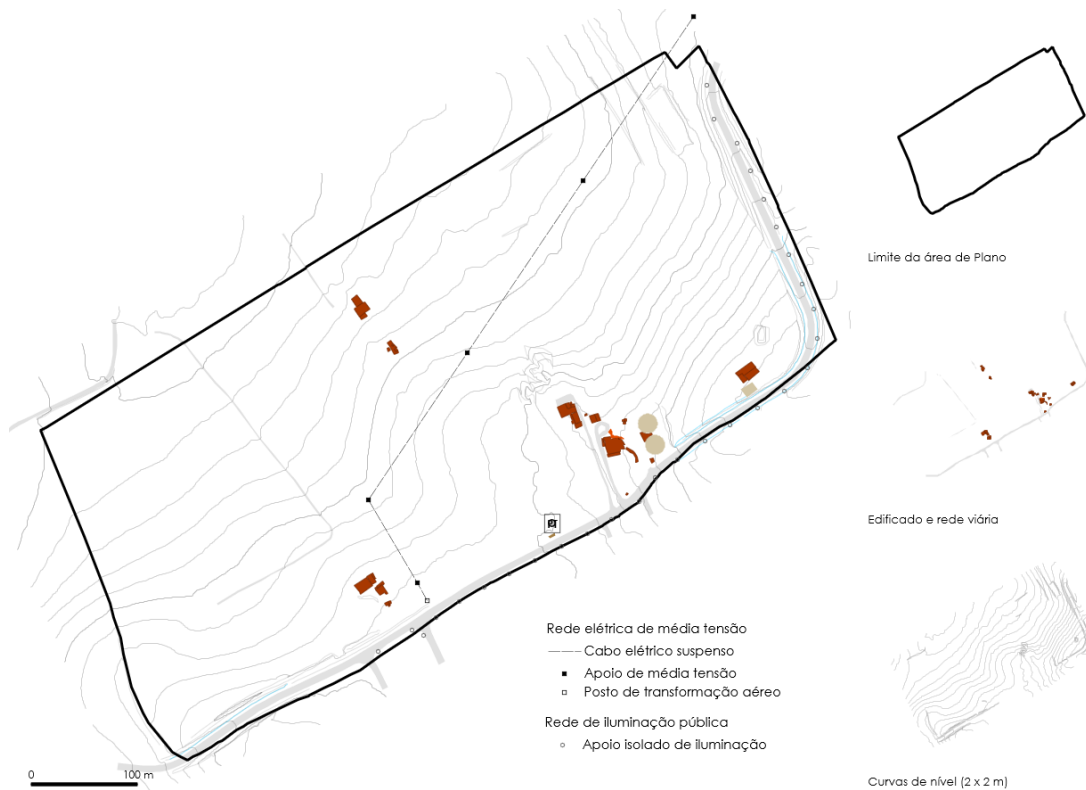 Limite da área de Plano
Edificado e rede viária
Rede elétrica de média tensão
Cabo elétrico suspenso
Apoio de média tensão
Posto de transformação aéreo
Rede de iluminação pública
Apoio isolado de iluminação
0 100 m
Curvas de nível (2 x 2 m)